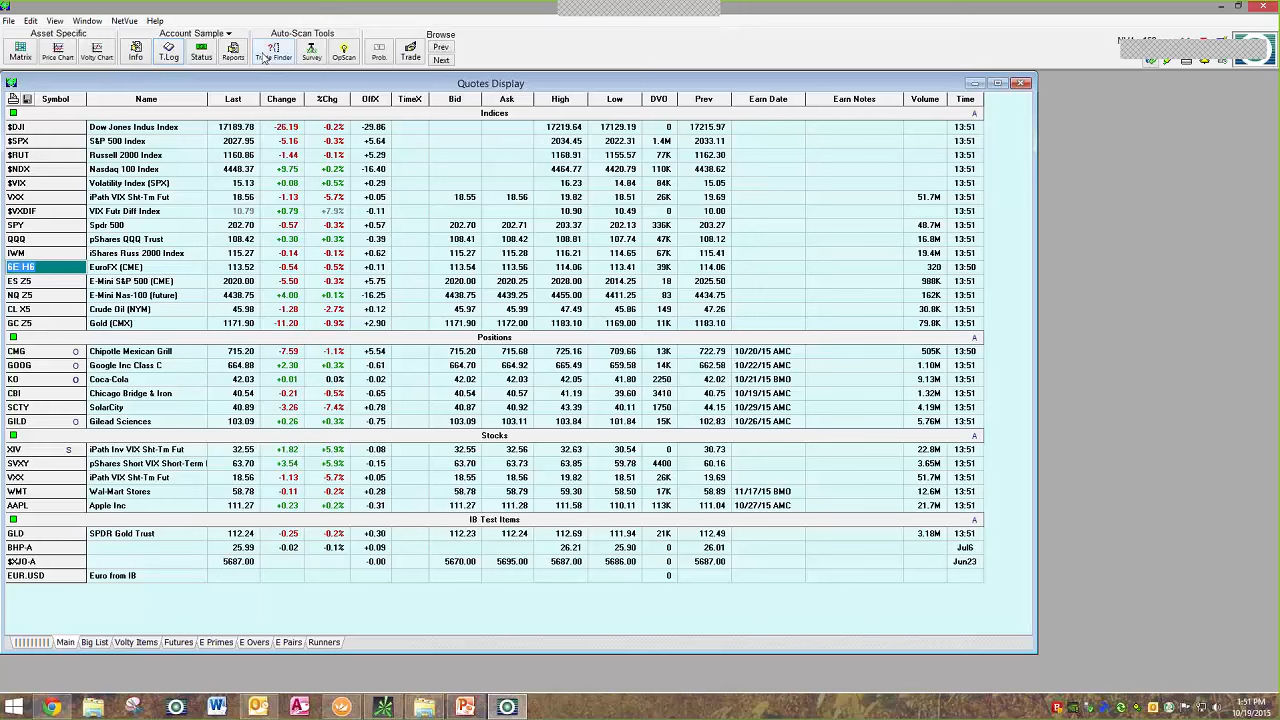 File Edit View Window NetVue Help
Asset Specific Account Sample Auto-Scan Tools Browse
Matrix Price Chart Volty Chart Info T.Log Status Reports Finder Survey OpScan Prob. Trade Prev
Next
Quotes Display
Symbol Name Last Change %Chg OffX TimeX Bid Ask High Low DVO Prev Earn Date Earn Notes Volume Time
Indices A
$DJI Dow Jones Indus Index 17189.78 -26.19 -0.2% -29.86 17219.64 17129.19 0 17215.97 13:51
$SPX S&P 500 Index 2027.95 -5.16 -0.3% +5.64 2034.45 2022.31 1.4M 2033.11 13:51
$RUT Russell 2000 Index 1160.86 -1.44 -0.1% +5.29 1168.91 1155.57 77K 1162.30 13:51
$NDX Nasdaq 100 Index 4448.37 +9.75 +0.2% -16.40 4464.77 4420.79 110K 4438.62 13:51
$VIX Volatility Index (SPX) 15.13 +0.08 +0.5% +0.29 16.23 14.84 84K 15.05 13:51
VXX iPath VIX Sht-Tm Fut 18.56 -1.13 -5.7% +0.05 18.55 18.56 19.82 18.51 26K 19.69 51.7M 13:51
$VXDIF VIX Futr Diff Index 10.79 +0.79 +7.9% -0.11 10.90 10.49 0 10.00 13:51
SPY Spdr 500 202.70 -0.57 -0.3% +0.57 202.70 202.71 203.37 202.13 336K 203.27 48.7M 13:51
QQQ pShares QQQ Trust 108.42 +0.30 +0.3% -0.39 108.41 108.42 108.81 107.74 47K 108.12 16.8M 13:51
IWM iShares Russ 2000 Index 115.27 -0.14 -0.1% +0.62 115.27 115.28 116.21 114.65 67K 115.41 19.4M 13:51
6E H6 EuroFX (CME) 113.52 -0.54 -0.5% +0.11 113.54 113.56 114.06 113.41 39K 114.06 320 13:50
ES Z5 E-Mini S&P 500 (CME) 2020.00 -5.50 -0.3% +5.75 2020.00 2020.25 2028.00 2014.25 18 2025.50 988K 13:51
NQ Z5 E-Mini Nas-100 (future) 4438.75 +4.00 +0.1% -16.25 4438.75 4439.25 4455.00 4411.25 83 4434.75 162K 13:51
CL X5 Crude Oil (NYM) 45.98 -1.28 -2.7% +0.12 45.97 45.99 47.49 45.86 149 47.26 30.8K 13:51
GC Z5 Gold (CMX) 1171.90 -11.20 -0.9% +2.90 1171.90 1172.00 1183.10 1169.00 11K 1183.10 79.8K 13:51
Positions A
CMG O Chipotle Mexican Grill 715.20 -7.59 -1.1% +5.54 715.20 715.68 725.16 709.66 13K 722.79 10/20/15 AMC 505K 13:50
GOOG O Google Inc Class C 664.88 +2.30 +0.3% -0.61 664.70 664.92 665.49 659.58 14K 662.58 10/22/15 AMC 1.10M 13:51
KO O Coca-Cola 42.03 +0.01 0.0% -0.02 42.02 42.03 42.05 41.80 2250 42.02 10/21/15 BMO 9.13M 13:51
CBI Chicago Bridge & Iron 40.54 -0.21 -0.5% -0.65 40.54 40.57 41.19 39.60 3410 40.75 10/19/15 AMC 1.32M 13:51
SCTY SolarCity 40.89 -3.26 -7.4% +0.78 40.87 40.92 43.39 40.11 1750 44.15 10/29/15 AMC 4.19M 13:51
GILD O Gilead Sciences 103.09 +0.26 +0.3% -0.75 103.09 103.11 103.84 101.84 15K 102.83 10/26/15 AMC 5.76M 13:51
Stocks A
XIV S iPath Inv VIX Sht-Tm Fut 32.55 +1.82 +5.9% -0.08 32.55 32.56 32.63 30.54 0 30.73 22.8M 13:51
SVXY pShares Short VIX Short-Term 63.70 +3.54 +5.9% -0.15 63.70 63.73 63.85 59.78 4400 60.16 3.65M 13:51
VXX iPath VIX Sht-Tm Fut 18.56 -1.13 -5.7% +0.05 18.55 18.56 19.82 18.51 26K 19.69 51.7M 13:51
WMT Wal-Mart Stores 58.78 -0.11 -0.2% +0.28 58.78 58.79 59.30 58.50 17K 58.89 11/17/15 BMO 12.6M 13:51
AAPL Apple Inc 111.27 +0.23 +0.2% -0.31 111.27 111.28 111.58 110.11 113K 111.04 10/27/15 AMC 21.7M 13:51
IB Test Items A
GLD SPDR Gold Trust 112.24 -0.25 -0.2% +0.30 112.23 112.24 112.69 111.94 21K 112.49 3.18M 13:51
BHP-A 25.99 -0.02 -0.1% +0.09 26.21 25.90 0 26.01 Jul6
$XJO-A 5687.00 -0.00 5670.00 5695.00 5687.00 5686.00 0 5687.00 Jun23
EUR.USD Euro from IB 0
Main Big List Volty Items Futures E Primes E Overs E Pairs Runners
1:51 PM
10/19/2015